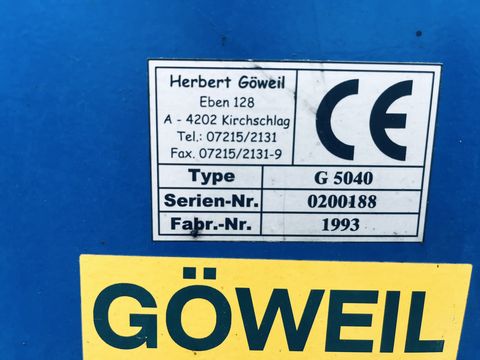 Herbert Göweil
Eben 128
A - 4202 Kirchschlag
Tel.: 07215/2131
Fax. 07215/2131-9
CE
Type G 5040
Serien-Nr. 0200188
Fabr.-Nr. 1993
GÖWEIL